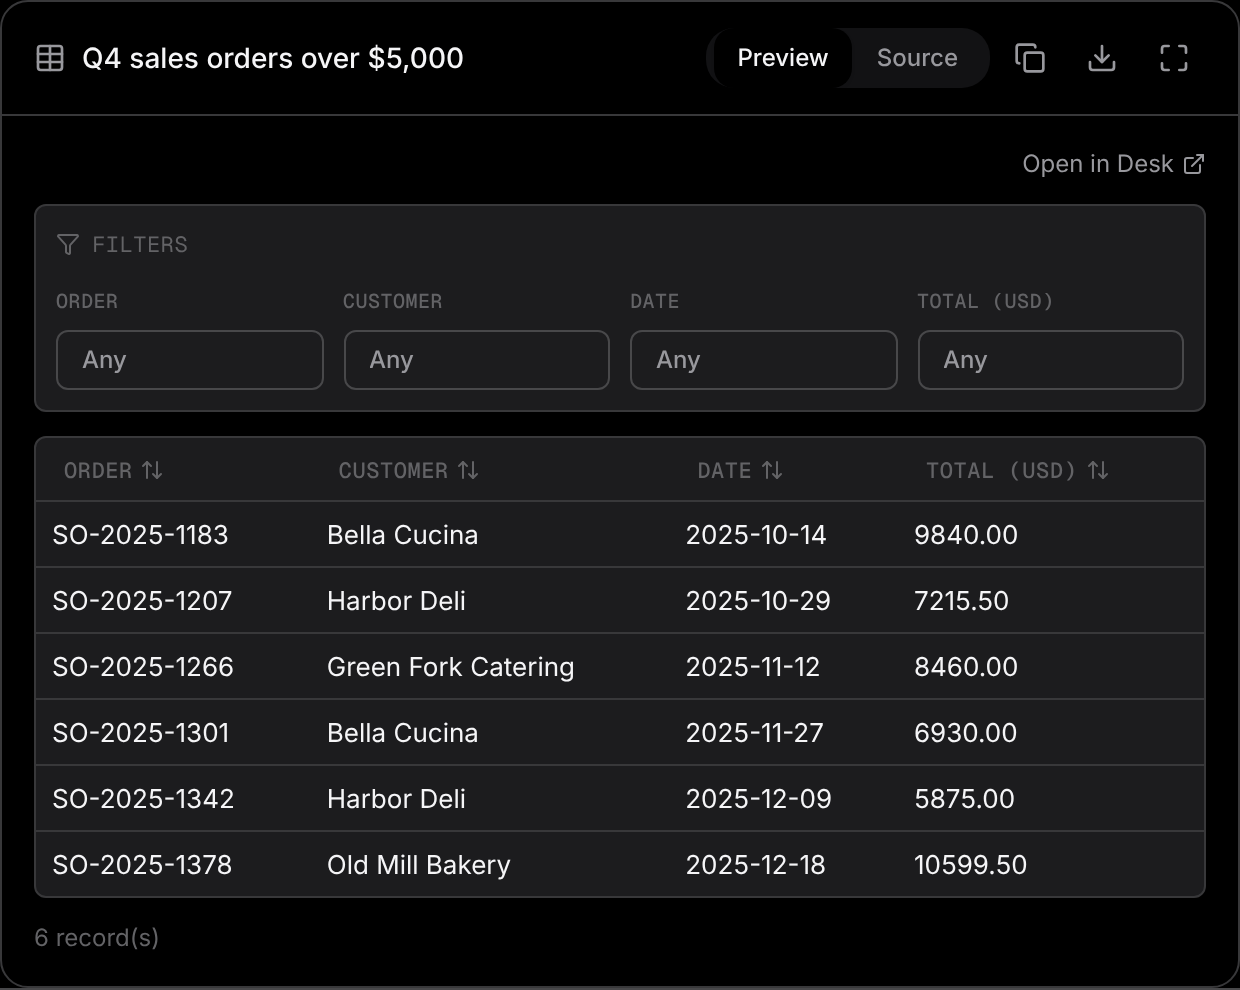 Q4 sales orders over $5,000
Preview Source
Open in Desk
FILTERS
ORDER CUSTOMER DATE TOTAL (USD)
Any Any Any Any
ORDER CUSTOMER DATE TOTAL (USD)
SO-2025-1183 Bella Cucina 2025-10-14 9840.00
SO-2025-1207 Harbor Deli 2025-10-29 7215.50
SO-2025-1266 Green Fork Catering 2025-11-12 8460.00
SO-2025-1301 Bella Cucina 2025-11-27 6930.00
SO-2025-1342 Harbor Deli 2025-12-09 5875.00
SO-2025-1378 Old Mill Bakery 2025-12-18 10599.50
6 record(s)